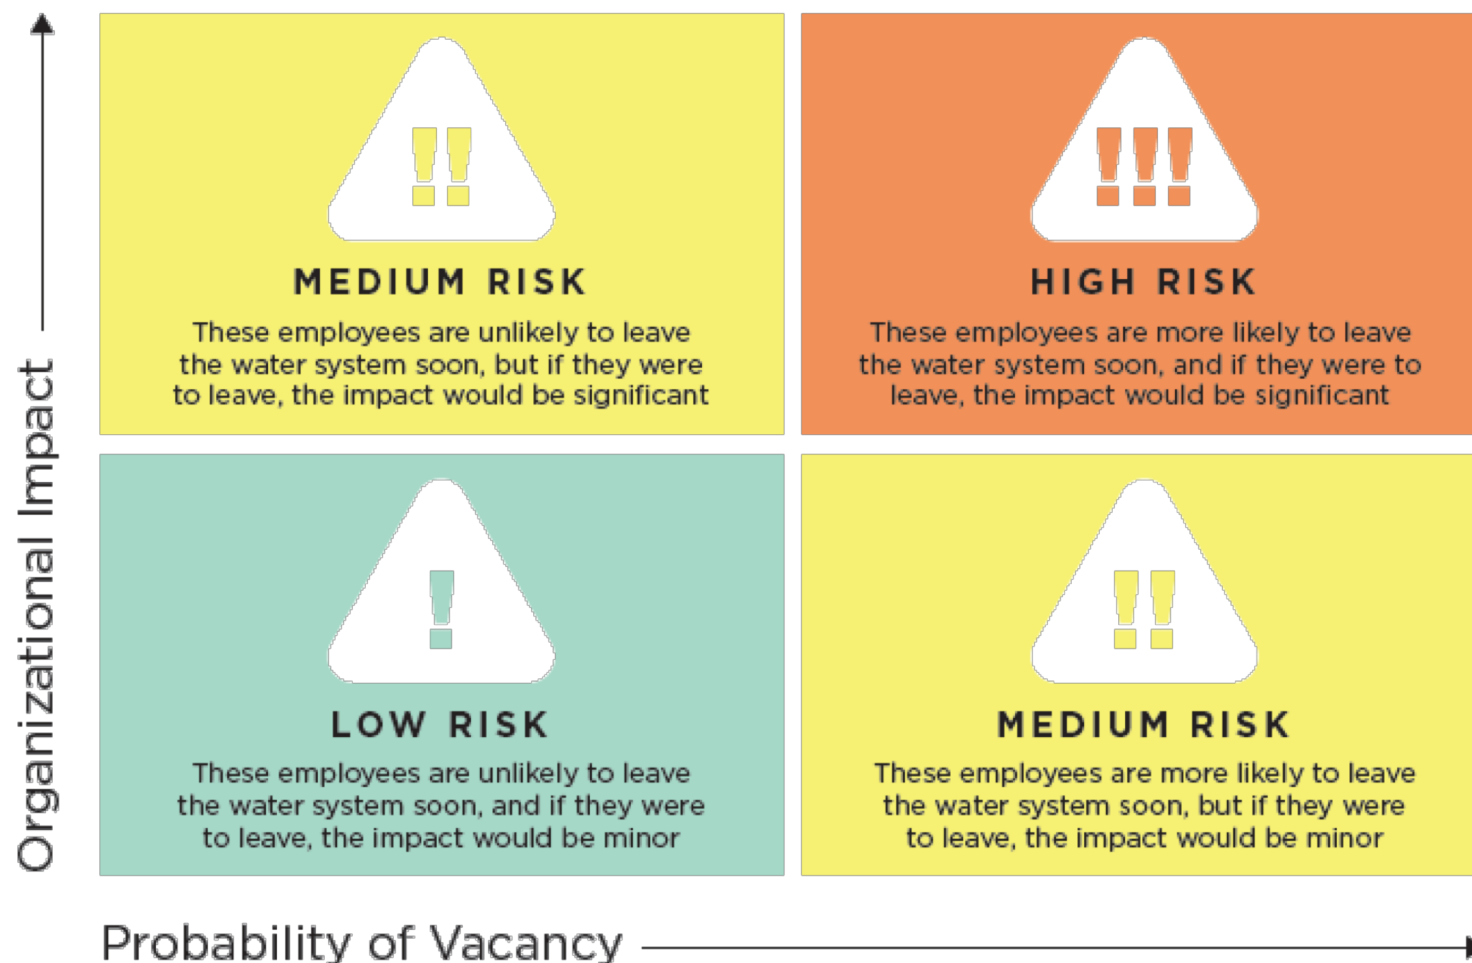 Organizational Impact
!!
MEDIUM RISK
These employees are unlikely to leave
the water system soon, but if they were
to leave, the impact would be significant
!!!
HIGH RISK
These employees are more likely to leave
the water system soon, and if they were to
leave, the impact would be significant
!
LOW RISK
These employees are unlikely to leave
the water system soon, and if they were
to leave, the impact would be minor
!!
MEDIUM RISK
These employees are more likely to leave
the water system soon, but if they were
to leave, the impact would be minor
Probability of Vacancy